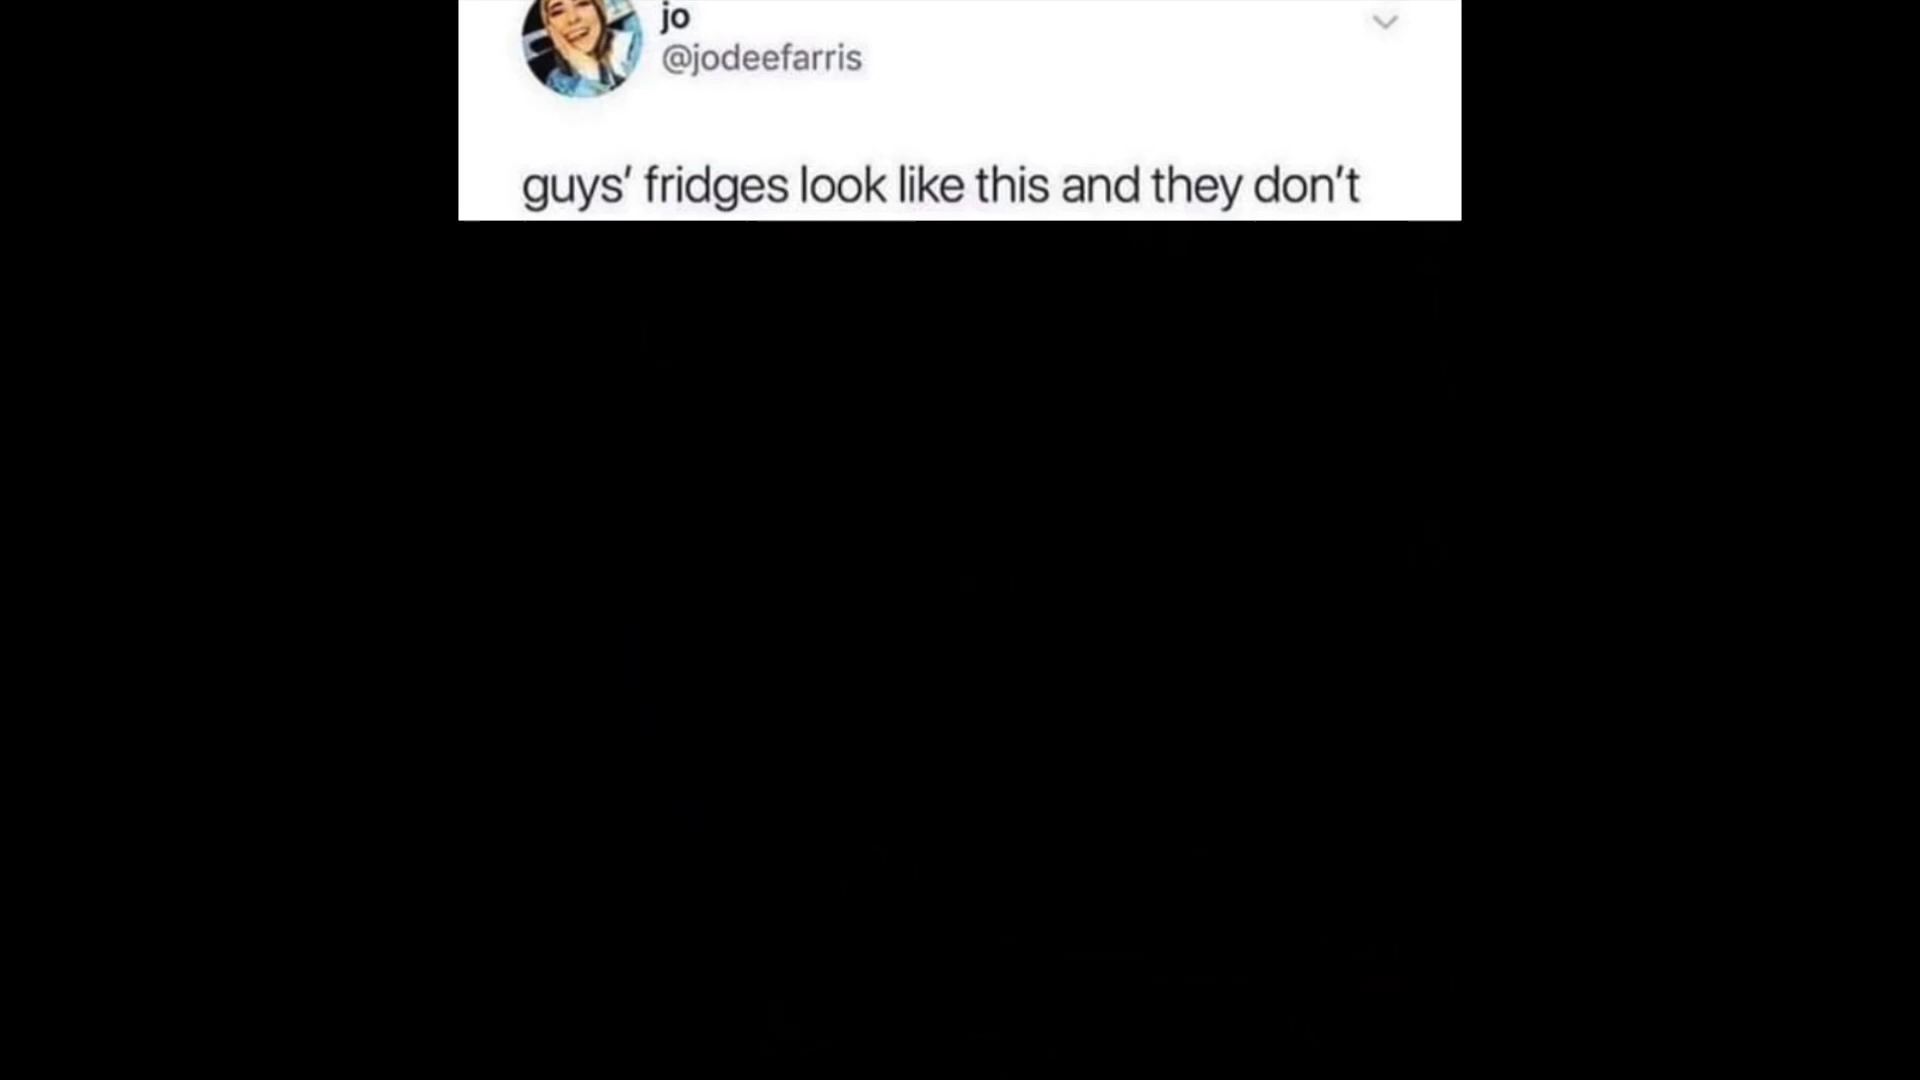 jo
@jodeefarris
guys’ fridges look like this and they don’t